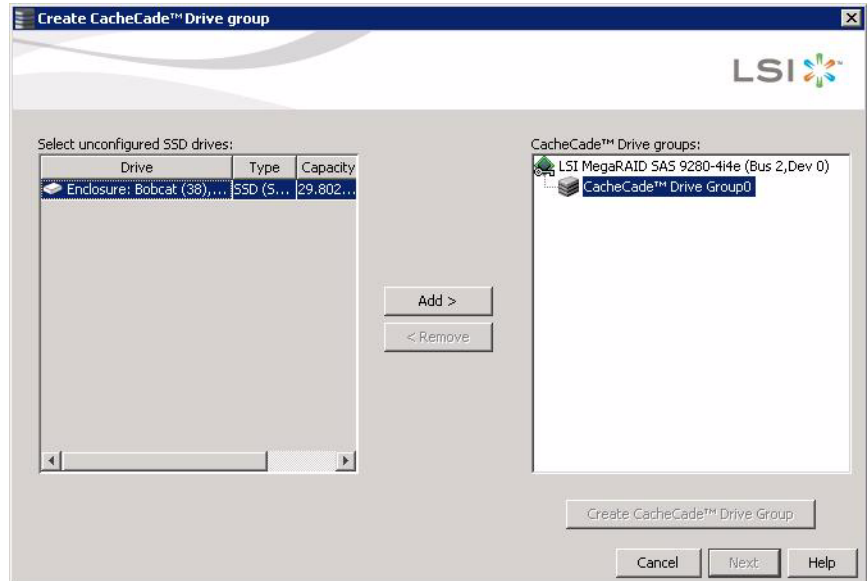 Create CacheCade™ Drive group
LSI
Select unconfigured SSD drives:
Drive Type Capacity
Enclosure: Bobcat (38),... SSD (S... 29.802...
Add >
< Remove
CacheCade™ Drive groups:
LSI MegaRAID SAS 9280-4i4e (Bus 2,Dev 0)
CacheCade™ Drive Group0
Create CacheCade™ Drive Group
Cancel Next Help